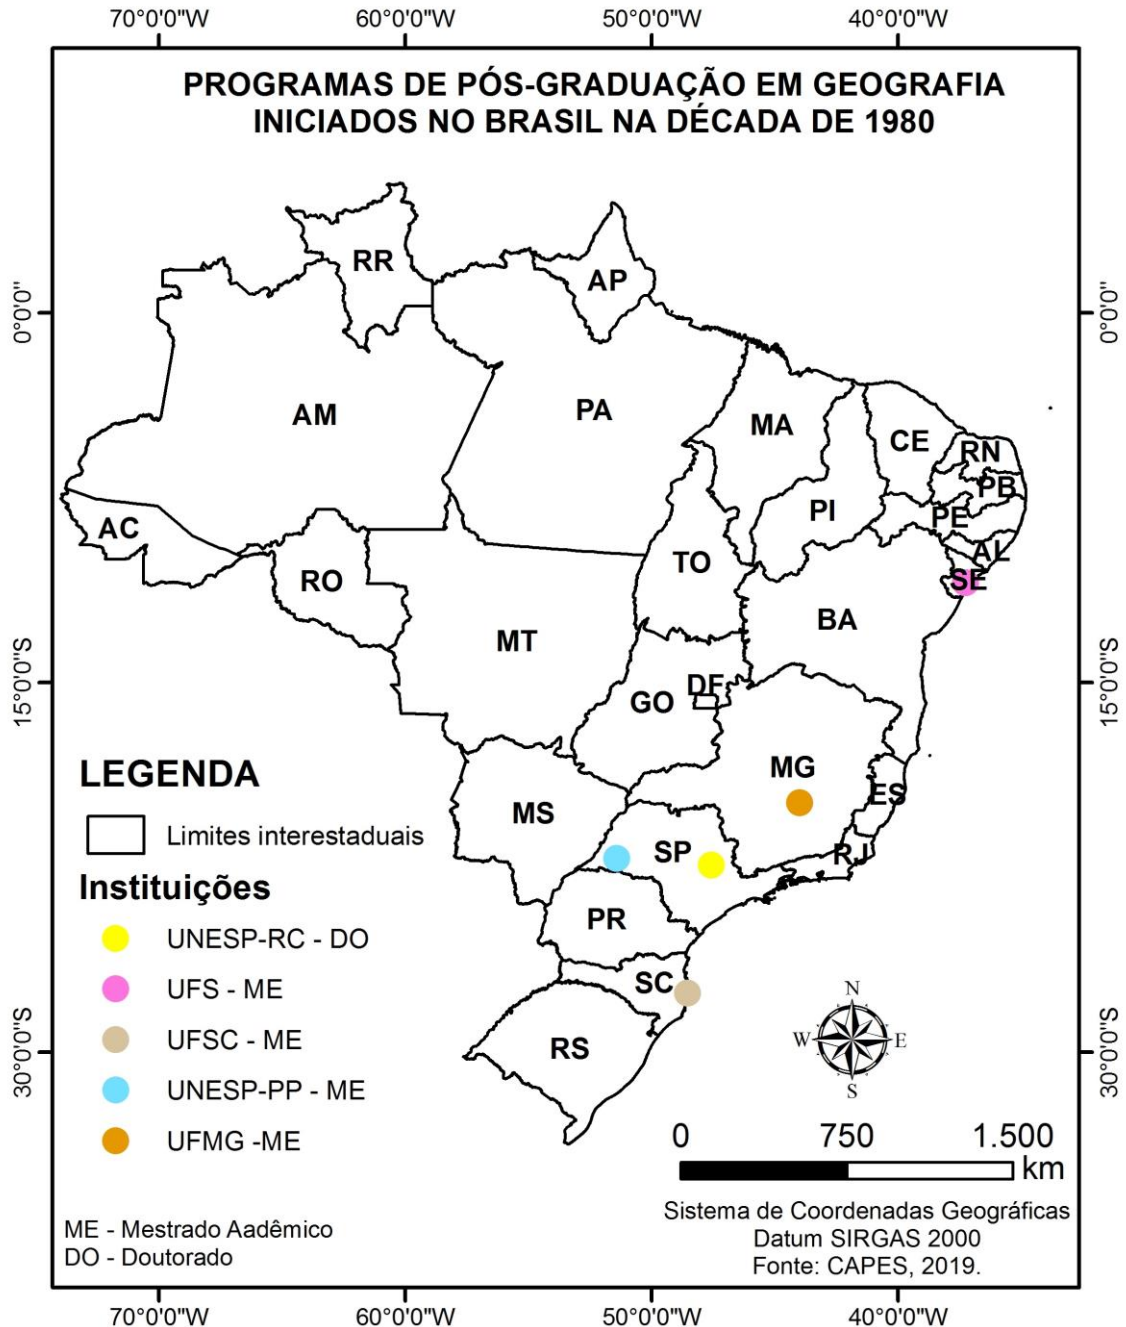 70°0'0"W 60°0'0"W 50°0'0"W 40°0'0"W
PROGRAMAS DE PÓS-GRADUAÇÃO EM GEOGRAFIA
INICIADOS NO BRASIL NA DÉCADA DE 1980
RR
AP
0°0'0"
0°0'0"
AM
PA
MA
CE
RN
PB
PI
PE
AC
AL
TO
RO
SE
BA
MT
15°0'0"S
15°0'0"S
DF
GO
MG
ES
MS
SP
RJ
PR
SC
RS
30°0'0"S
30°0'0"S
LEGENDA
Limites interestaduais
Instituições
UNESP-RC - DO
UFS - ME
UFSC - ME
UNESP-PP - ME
UFMG -ME
ME - Mestrado Aadêmico
DO - Doutorado
N
W E
S
0 750 1.500
km
Sistema de Coordenadas Geográficas
Datum SIRGAS 2000
Fonte: CAPES, 2019.
70°0'0"W 60°0'0"W 50°0'0"W 40°0'0"W